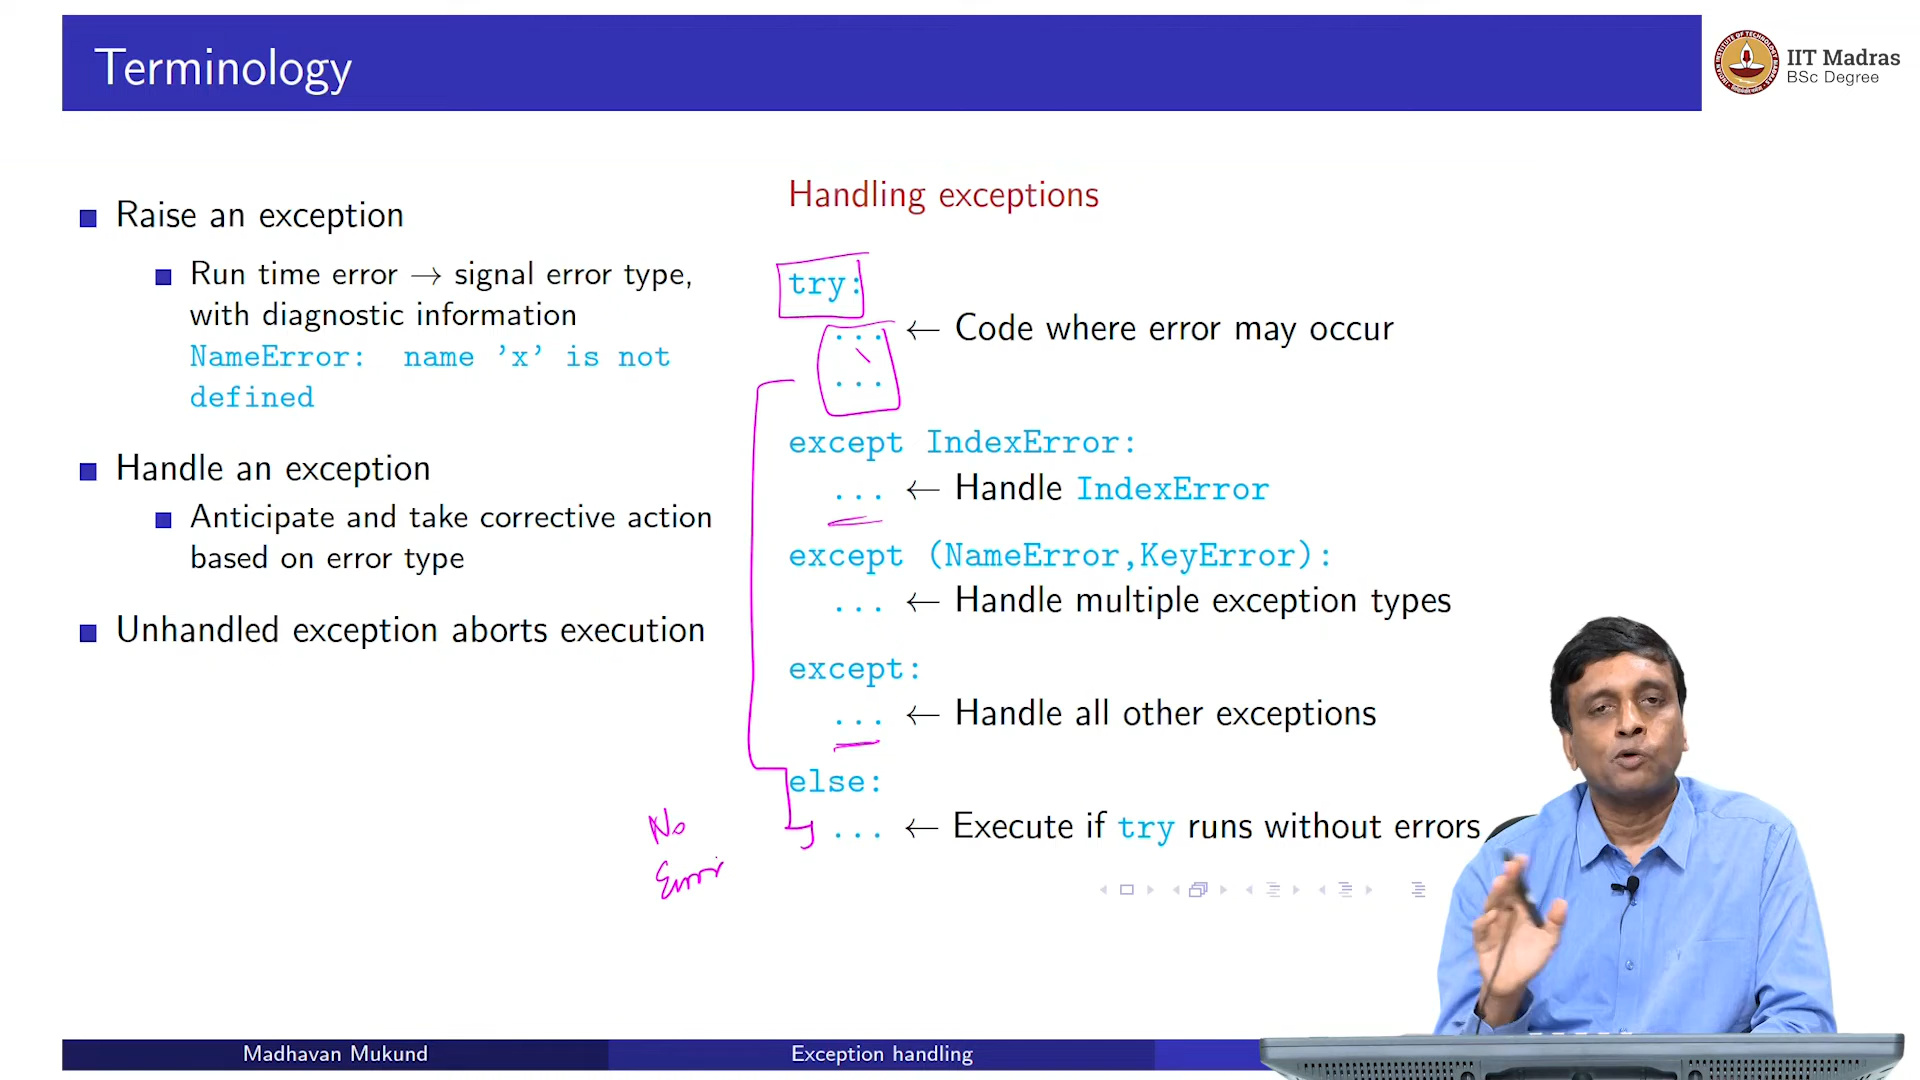 Terminology
IIT Madras
BSc Degree
Raise an exception
Run time error → signal error type,
with diagnostic information
NameError: name ’x’ is not
defined
Handle an exception
Anticipate and take corrective action
based on error type
Unhandled exception aborts execution
Handling exceptions
try:
... ← Code where error may occur
...
except IndexError:
... ← Handle IndexError
except (NameError,KeyError):
... ← Handle multiple exception types
except:
... ← Handle all other exceptions
else:
... ← Execute if try runs without errors
No
Error
Madhavan Mukund
Exception handling